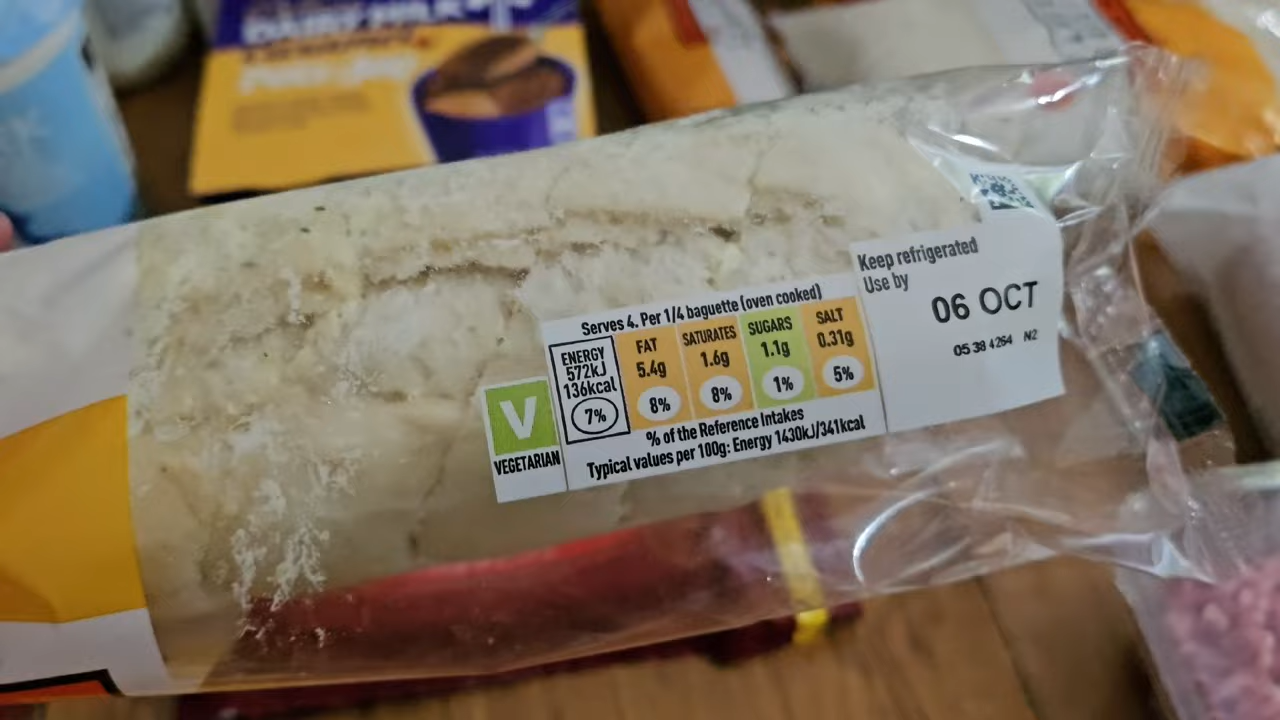 DAIRY MILK
Keep refrigerated
Use by
06 OCT
05 38 4264 N2
Serves 4. Per 1/4 baguette (oven cooked)
ENERGY
572kJ
136kcal
7%
FAT
5.4g
8%
SATURATES
1.6g
8%
SUGARS
1.1g
1%
SALT
0.31g
5%
% of the Reference Intakes
Typical values per 100g: Energy 1430kJ/341kcal
V
VEGETARIAN